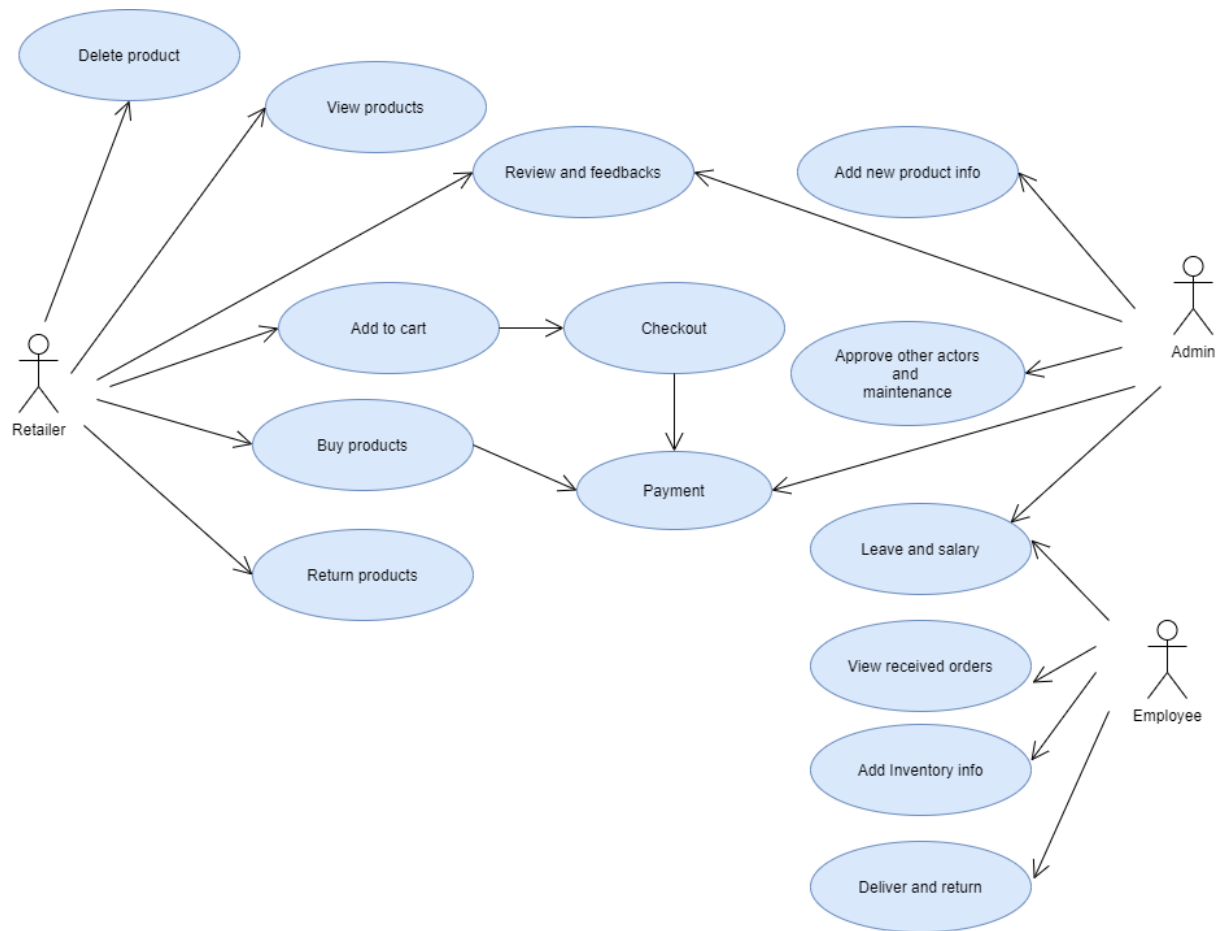 Delete product
View products
Review and feedbacks
Add new product info
Add to cart
Checkout
Approve other actors
and
maintenance
Admin
Retailer
Buy products
Payment
Return products
Leave and salary
View received orders
Employee
Add Inventory info
Deliver and return